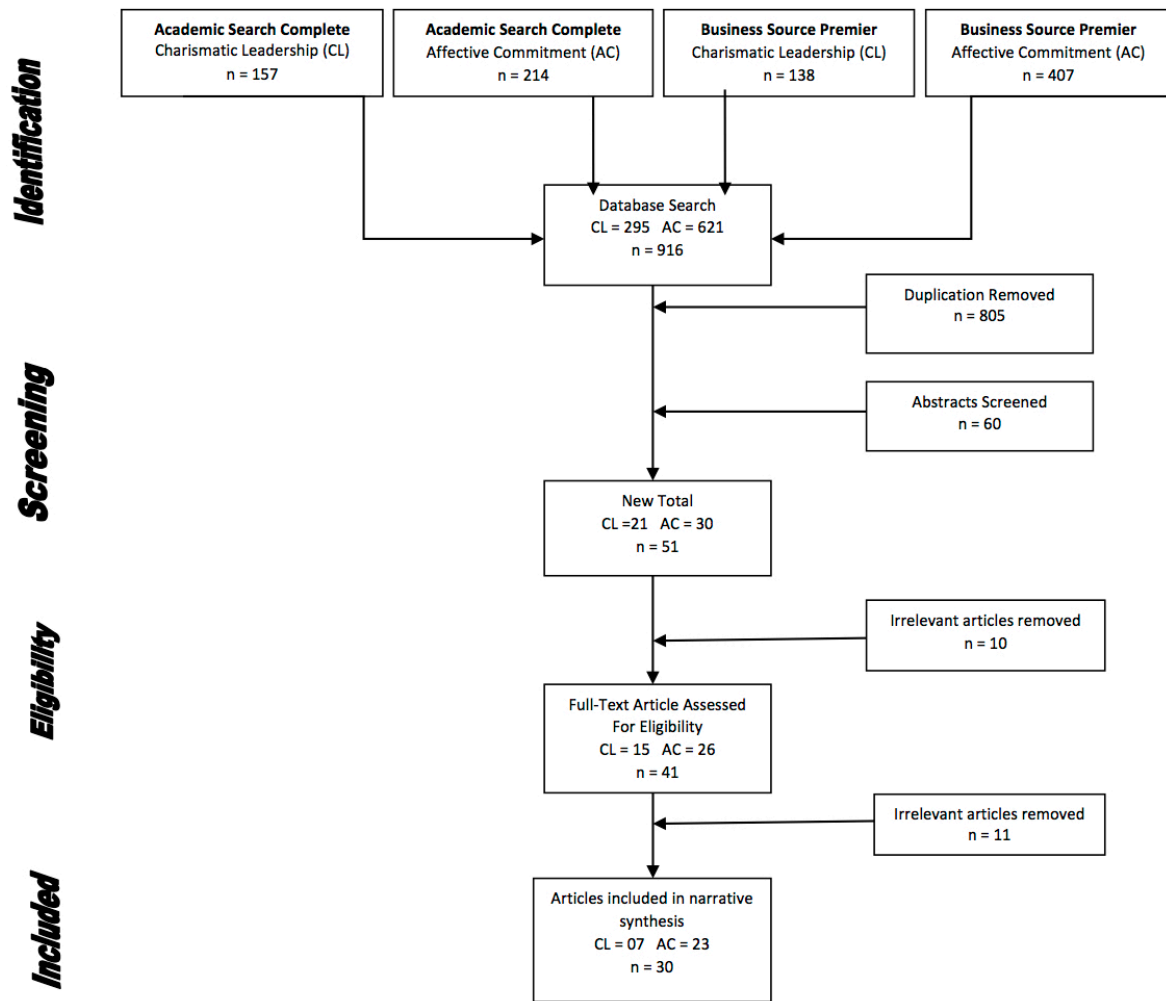 Identification
Academic Search Complete
Charismatic Leadership (CL)
n = 157
Academic Search Complete
Affective Commitment (AC)
n = 214
Business Source Premier
Charismatic Leadership (CL)
n = 138
Business Source Premier
Affective Commitment (AC)
n = 407
Database Search
CL = 295   AC = 621
n = 916
Screening
Duplication Removed
n = 805
Abstracts Screened
n = 60
New Total
CL =21   AC = 30
n = 51
Eligibility
Irrelevant articles removed
n = 10
Full-Text Article Assessed
For Eligibility
CL = 15   AC = 26
n = 41
Irrelevant articles removed
n = 11
Included
Articles included in narrative
synthesis
CL = 07   AC = 23
n = 30